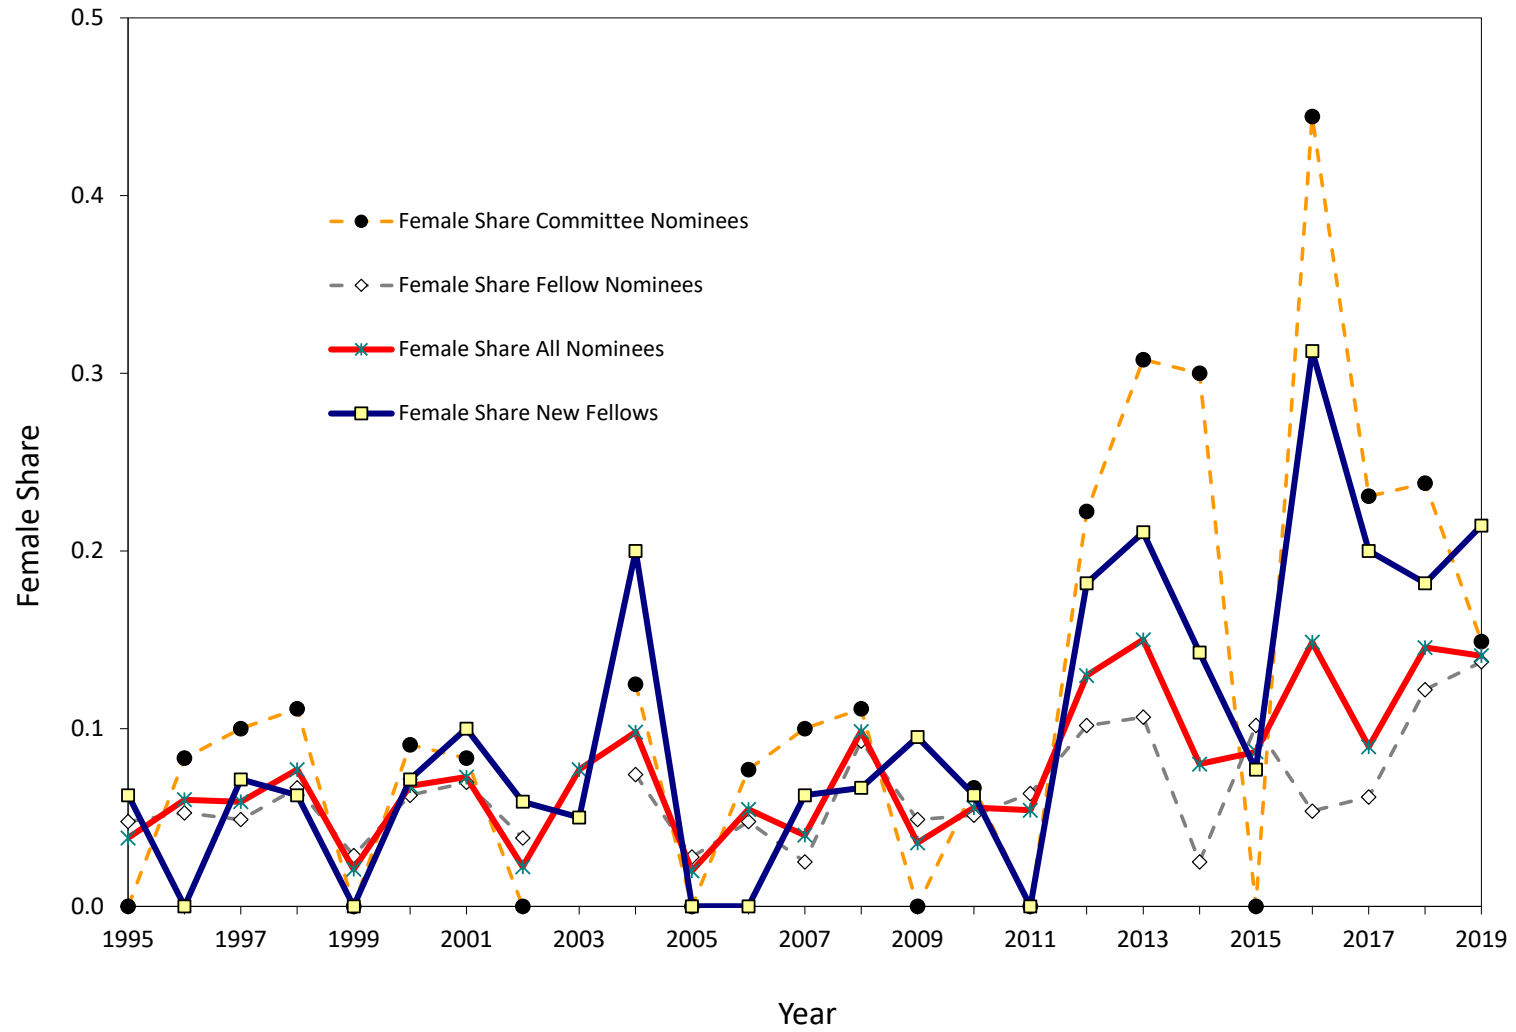 0.5
0.4
0.3
0.2
0.1
0.0
Female Share
Female Share Committee Nominees
Female Share Fellow Nominees
Female Share All Nominees
Female Share New Fellows
1995 1997 1999 2001 2003 2005 2007 2009 2011 2013 2015 2017 2019
Year